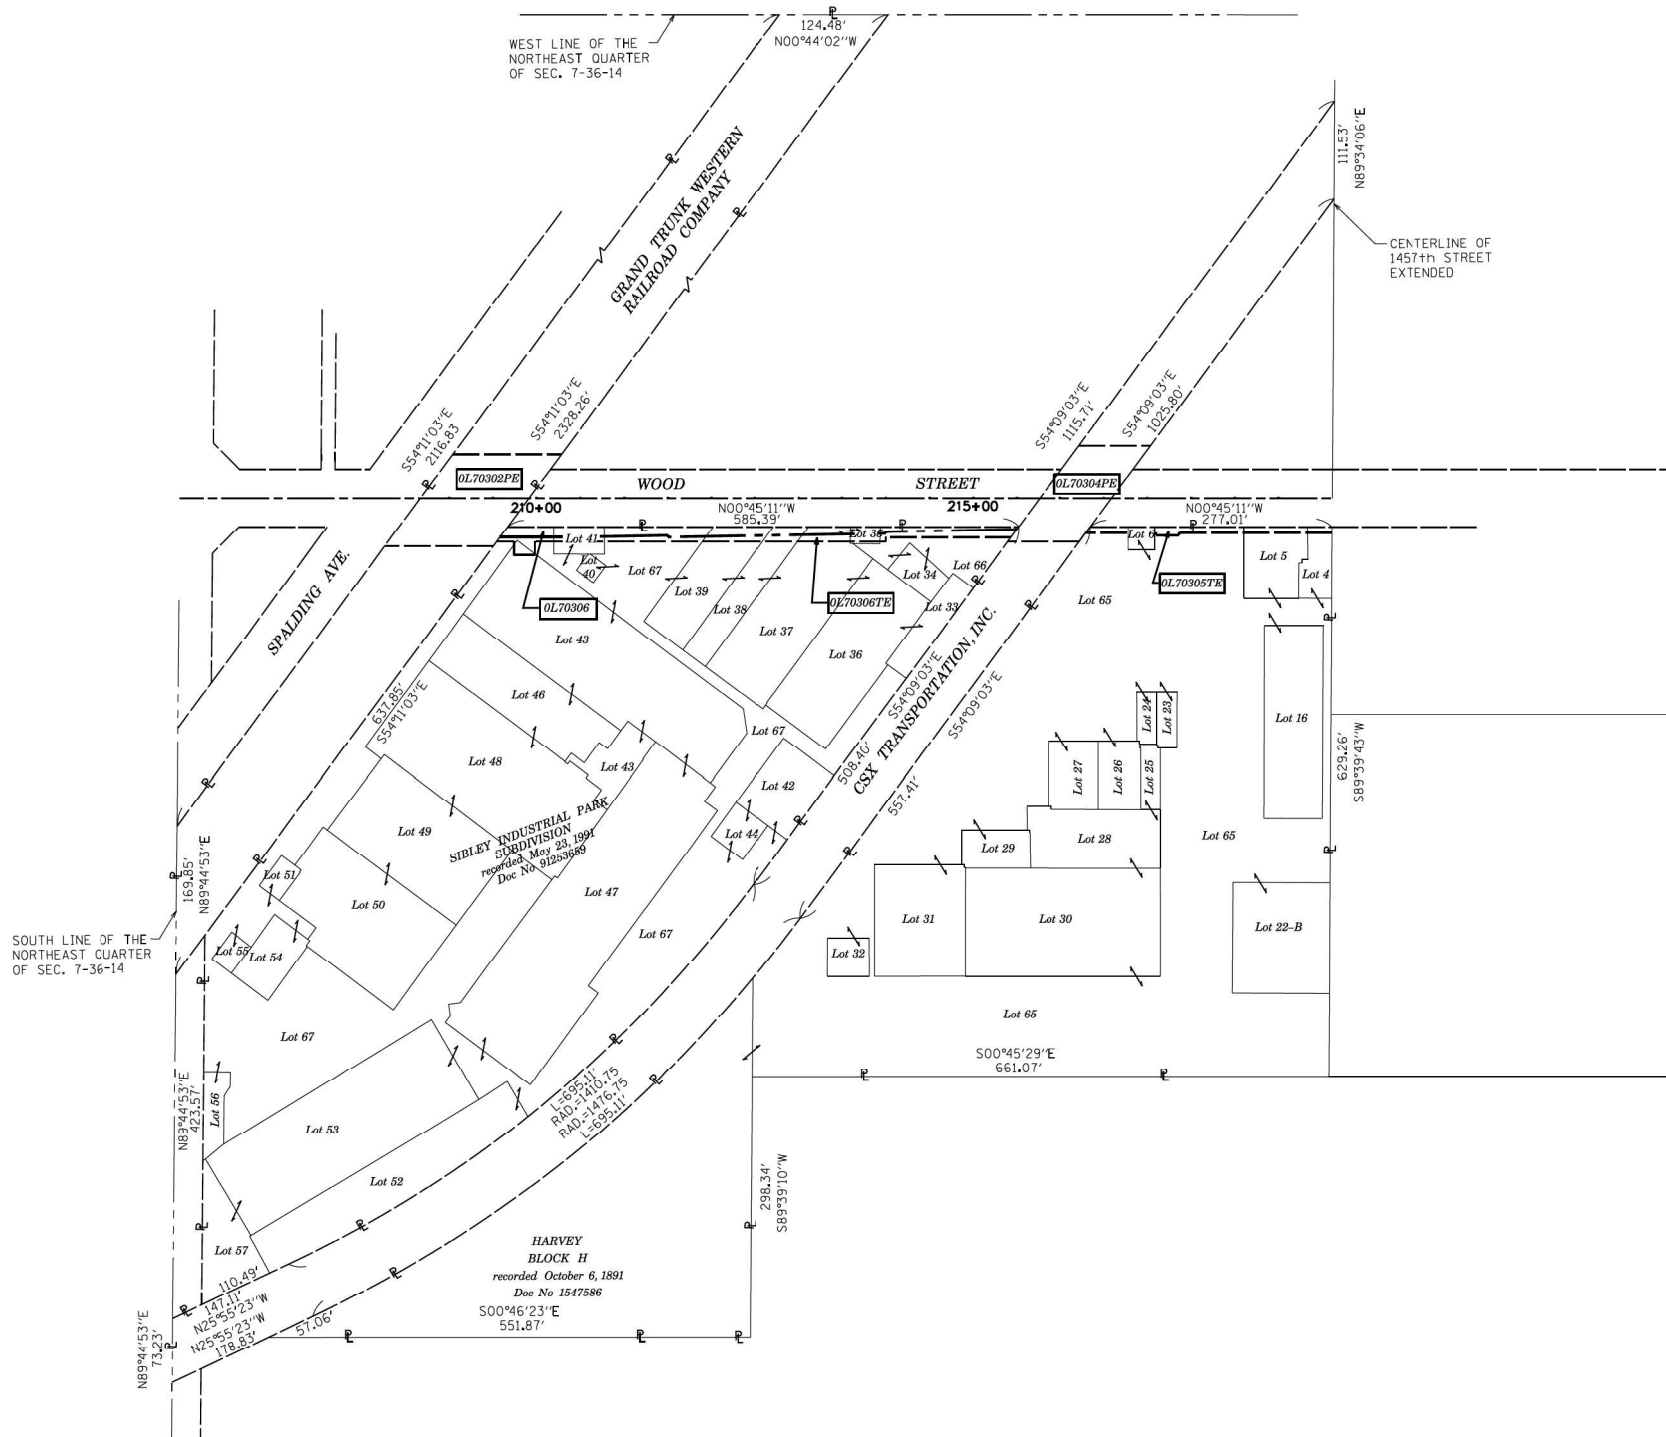 124.48'
N00°44'02"W
WEST LINE OF THE
NORTHEAST QUARTER
OF SEC. 7-36-14
GRAND TRUNK WESTERN
RAILROAD COMPANY
111.53'
N89°34'06"E
CENTERLINE OF
1457th STREET
EXTENDED
S54°11'03"E
2116.83
S54°11'03"E
2328.26'
S54°09'03"E
1115.71'
S54°09'03"E
1025.80'
0L70302PE
WOOD STREET
0L70304PE
210+00
N00°45'11"W
585.39'
215+00
N00°45'11"W
277.01'
SPALDING AVE.
Lot 41
Lot 40
Lot 67
Lot 35
Lot 39
Lot 38
Lot 37
Lot 36
Lot 34
Lot 66
Lot 33
Lot 6
Lot 5
Lot 4
0L70306
0L70306TE
0L70305TE
Lot 65
Lot 43
Lot 46
637.85'
S54°11'03"E
S54°09'03"E
508.40'
CSX TRANSPORTATION, INC.
S54°09'03"E
557.41'
Lot 24
Lot 23
Lot 16
629.26'
S89°39'43"W
Lot 67
Lot 48
Lot 43
Lot 42
Lot 27
Lot 26
Lot 25
SIBLEY INDUSTRIAL PARK
SUBDIVISION
recorded May 23, 1991
Doc No 91253659
Lot 49
Lot 44
Lot 29
Lot 28
Lot 65
169.85'
N89°44'53"E
Lot 51
Lot 50
Lot 47
Lot 67
Lot 31
Lot 30
Lot 22-B
SOUTH LINE OF THE
NORTHEAST QUARTER
OF SEC. 7-36-14
Lot 55
Lot 54
Lot 32
Lot 67
Lot 65
S00°45'29"E
661.07'
N89°44'53"E
423.57'
Lot 56
L=695.11'
RAD.=1410.75
RAD.=1476.75
L=695.11'
Lot 53
Lot 52
298.34'
S89°39'10"W
Lot 57
HARVEY
BLOCK H
recorded October 6, 1891
Doc No 1547586
S00°46'23"E
551.87'
110.49'
147.11'
N25°55'23"W
N25°55'23"W
178.83'
57.06'
N89°44'53"E
73.23'